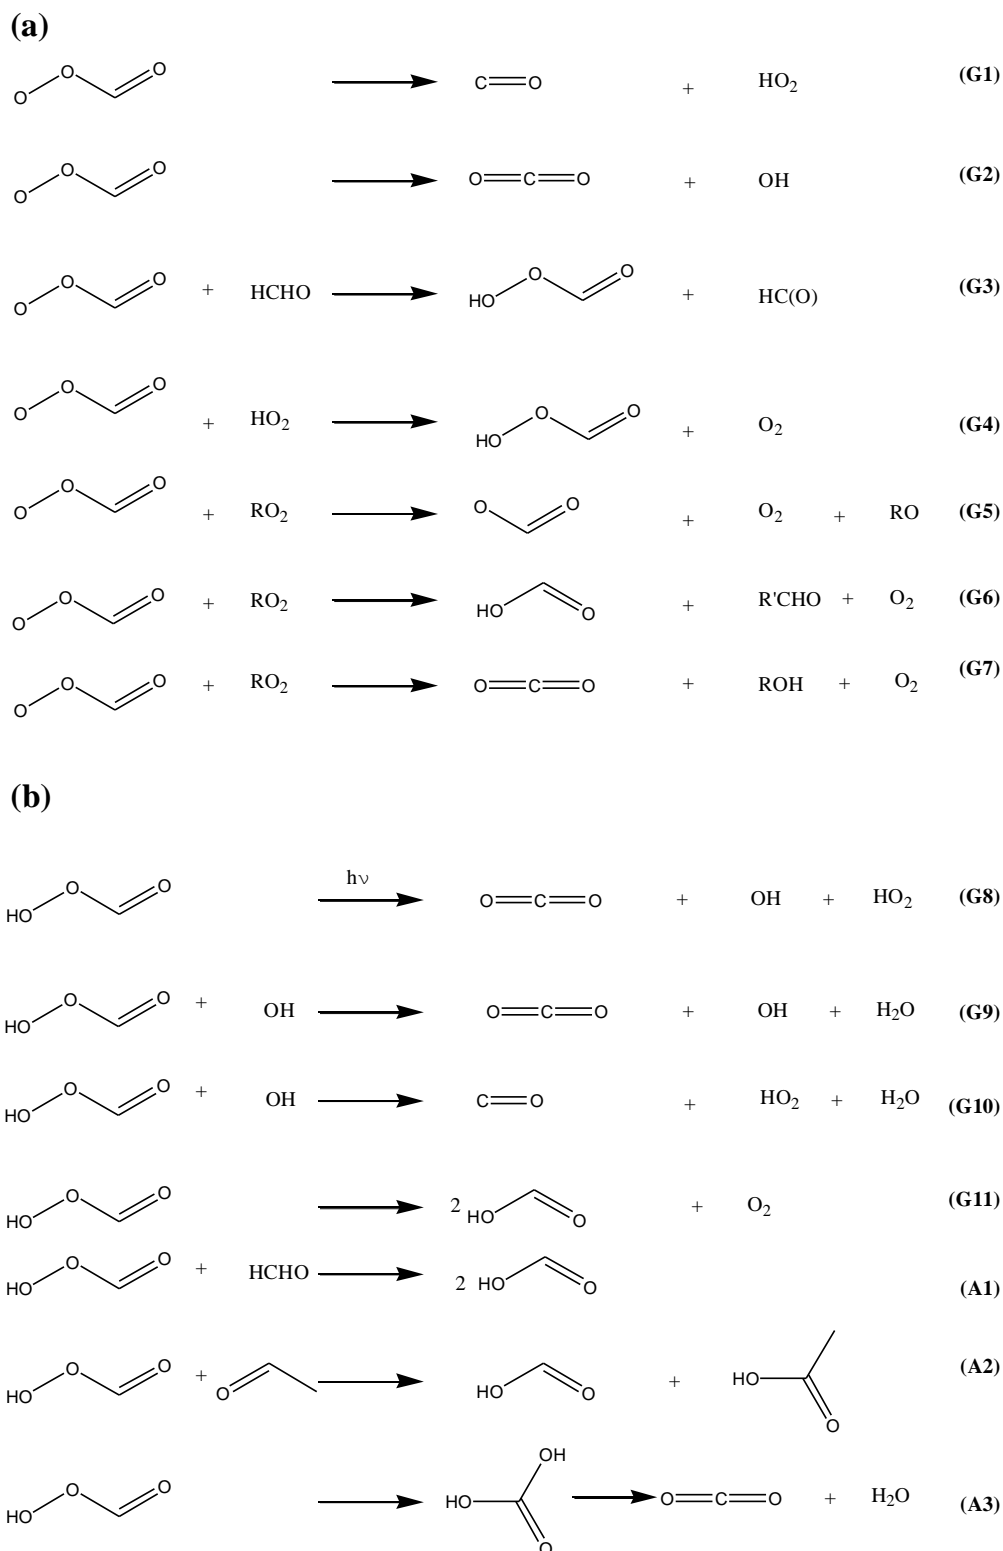 (a)
O O O C=O + HO2 (G1)
O O O O=C=O + OH (G2)
O O O + HCHO HO O O + HC(O) (G3)
O O O + HO2 HO O O + O2 (G4)
O O O + RO2 O O + O2 + RO (G5)
O O O + RO2 HO O + R'CHO + O2 (G6)
O O O + RO2 O=C=O + ROH + O2 (G7)
(b)
HO O O hν O=C=O + OH + HO2 (G8)
HO O O + OH O=C=O + OH + H2O (G9)
HO O O + OH C=O + HO2 + H2O (G10)
HO O O 2 HO O + O2 (G11)
HO O O + HCHO 2 HO O (A1)
HO O O + O HO O + HO O (A2)
HO O O HO OH O O=C=O + H2O (A3)